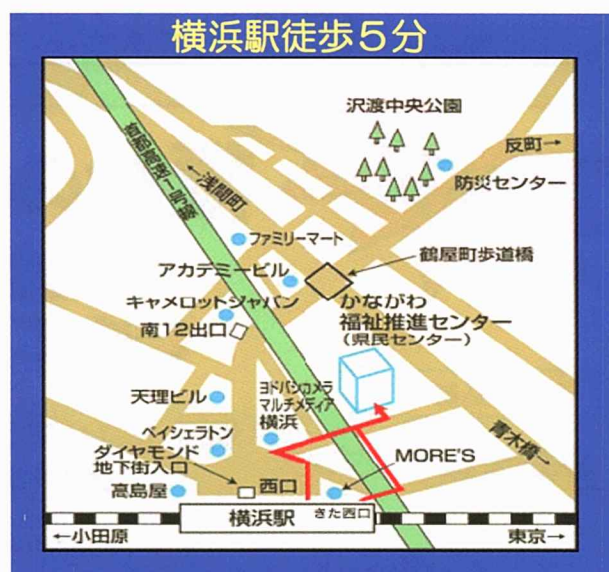 横浜駅徒歩5分
沢渡中央公園
反町→
防災センター
首都高速一号線
←浅間町
ファミリーマート
鶴屋町歩道橋
アカデミービル
キャメロットジャパン
南12出口
かながわ
福祉推進センター
(県民センター)
天理ビル
ヨドバシカメラ
マルチメディア
横浜
ベイシェラトン
ダイヤモンド
地下街入口
高島屋
西口
MORE'S
青木橋→
横浜駅
きた西口
←小田原
東京→